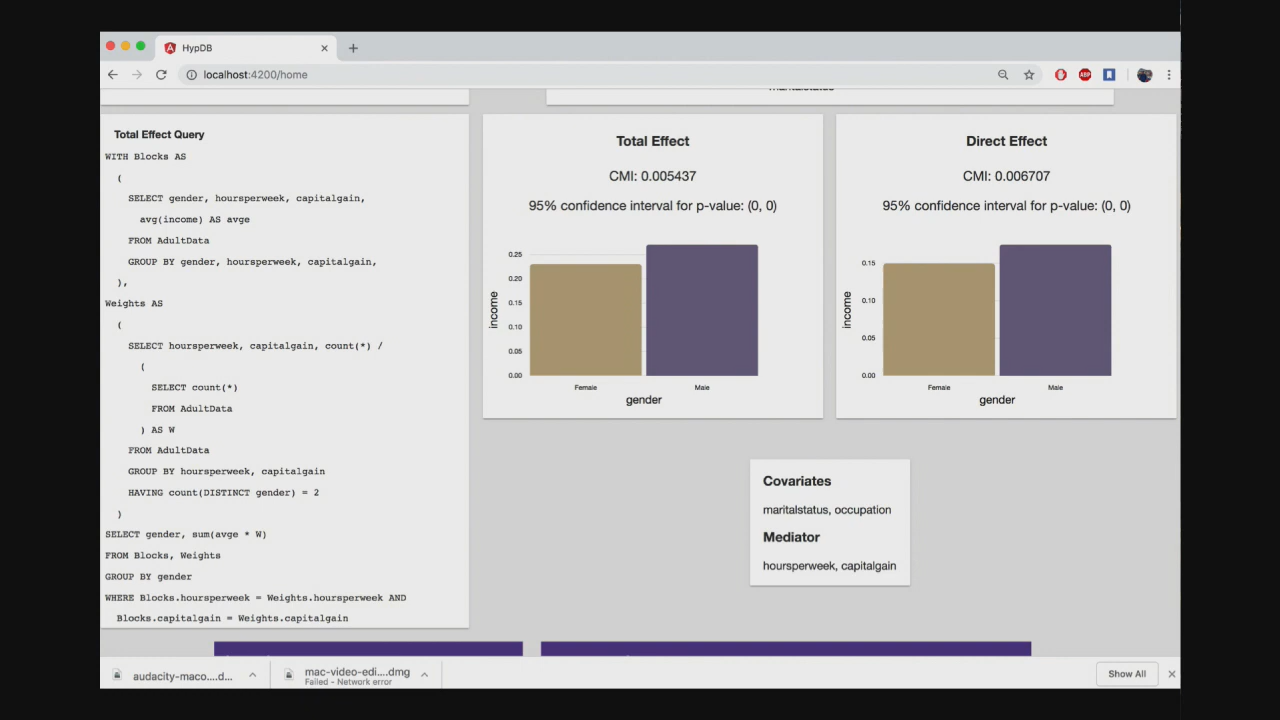 HypDB
localhost:4200/home
ABP
maritalstatus
Total Effect Query
WITH Blocks AS
(
SELECT gender, hoursperweek, capitalgain,
avg(income) AS avge
FROM AdultData
GROUP BY gender, hoursperweek, capitalgain,
),
Weights AS
(
SELECT hoursperweek, capitalgain, count(*) /
(
SELECT count(*)
FROM AdultData
) AS W
FROM AdultData
GROUP BY hoursperweek, capitalgain
HAVING count(DISTINCT gender) = 2
)
SELECT gender, sum(avge * W)
FROM Blocks, Weights
GROUP BY gender
WHERE Blocks.hoursperweek = Weights.hoursperweek AND
Blocks.capitalgain = Weights.capitalgain
Total Effect
CMI: 0.005437
95% confidence interval for p-value: (0, 0)
0.25
0.20
0.15
0.10
0.05
0.00
income
Female Male
gender
Direct Effect
CMI: 0.006707
95% confidence interval for p-value: (0, 0)
0.15
0.10
0.05
0.00
income
Female Male
gender
Covariates
maritalstatus, occupation
Mediator
hoursperweek, capitalgain
audacity-maco....d...
mac-video-edi....dmg
Failed - Network error
Show All